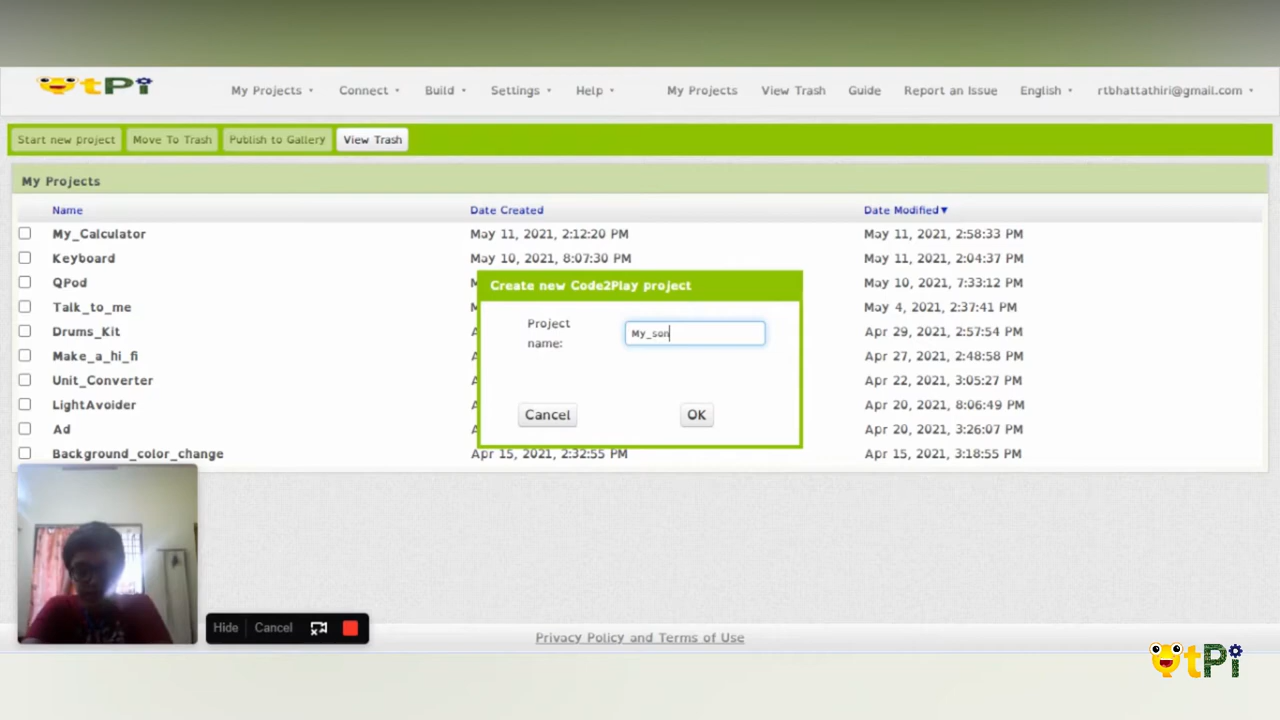 tPi
My Projects
Connect
Build
Settings
Help
My Projects
View Trash
Guide
Report an Issue
English
rtbhattathiri@gmail.com
Start new project
Move To Trash
Publish to Gallery
View Trash
My Projects
Name
Date Created
Date Modified▼
My_Calculator
May 11, 2021, 2:12:20 PM
May 11, 2021, 2:58:33 PM
Keyboard
May 10, 2021, 8:07:30 PM
May 11, 2021, 2:04:37 PM
QPod
May 10, 2021, 7:33:12 PM
Talk_to_me
May 4, 2021, 2:37:41 PM
Drums_Kit
Apr 29, 2021, 2:57:54 PM
Make_a_hi_fi
Apr 27, 2021, 2:48:58 PM
Unit_Converter
Apr 22, 2021, 3:05:27 PM
LightAvoider
Apr 20, 2021, 8:06:49 PM
Ad
Apr 20, 2021, 3:26:07 PM
Background_color_change
Apr 15, 2021, 2:32:55 PM
Apr 15, 2021, 3:18:55 PM
Create new Code2Play project
Project
name:
My_son
Cancel
OK
Hide
Cancel
Privacy Policy and Terms of Use
tPi